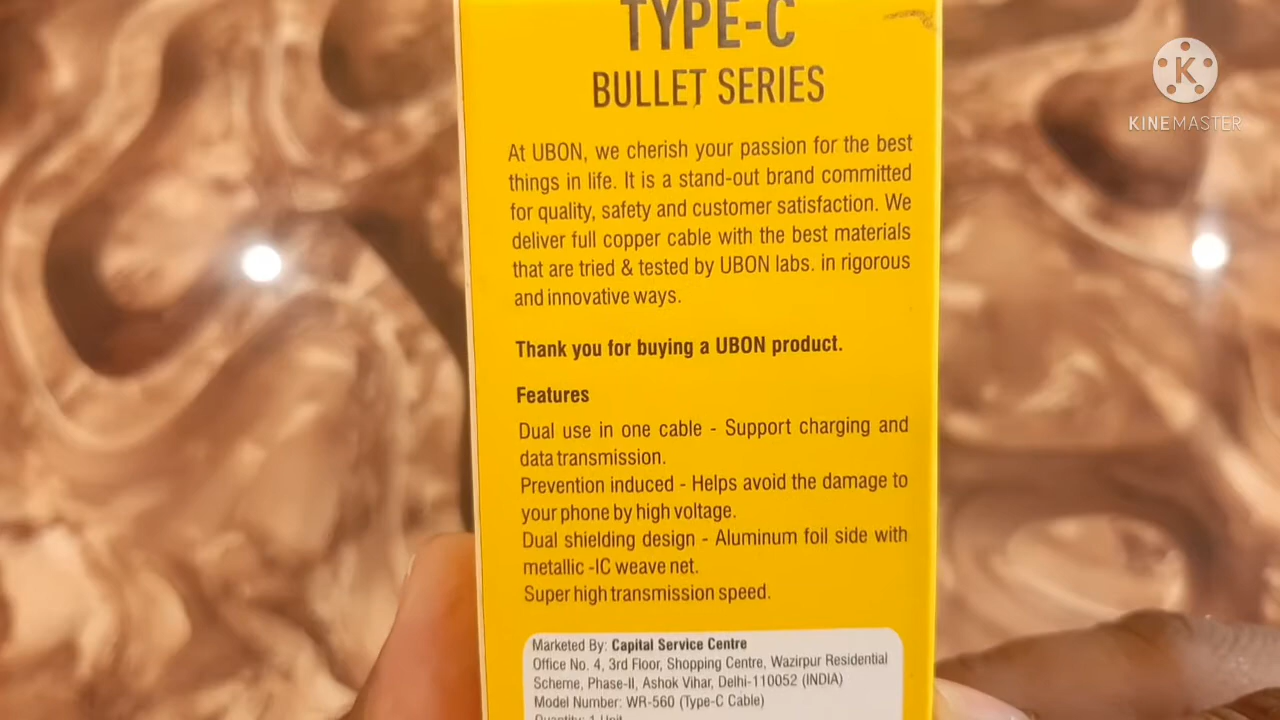 TYPE-C
BULLET SERIES
At UBON, we cherish your passion for the best
things in life. It is a stand-out brand committed
for quality, safety and customer satisfaction. We
deliver full copper cable with the best materials
that are tried & tested by UBON labs. in rigorous
and innovative ways.
Thank you for buying a UBON product.
Features
Dual use in one cable - Support charging and
data transmission.
Prevention induced - Helps avoid the damage to
your phone by high voltage.
Dual shielding design - Aluminum foil side with
metallic -IC weave net.
Super high transmission speed.
Marketed By: Capital Service Centre
Office No. 4, 3rd Floor, Shopping Centre, Wazirpur Residential
Scheme, Phase-II, Ashok Vihar, Delhi-110052 (INDIA)
Model Number: WR-560 (Type-C Cable)
Quantity: 1 Unit
K
KINEMASTER